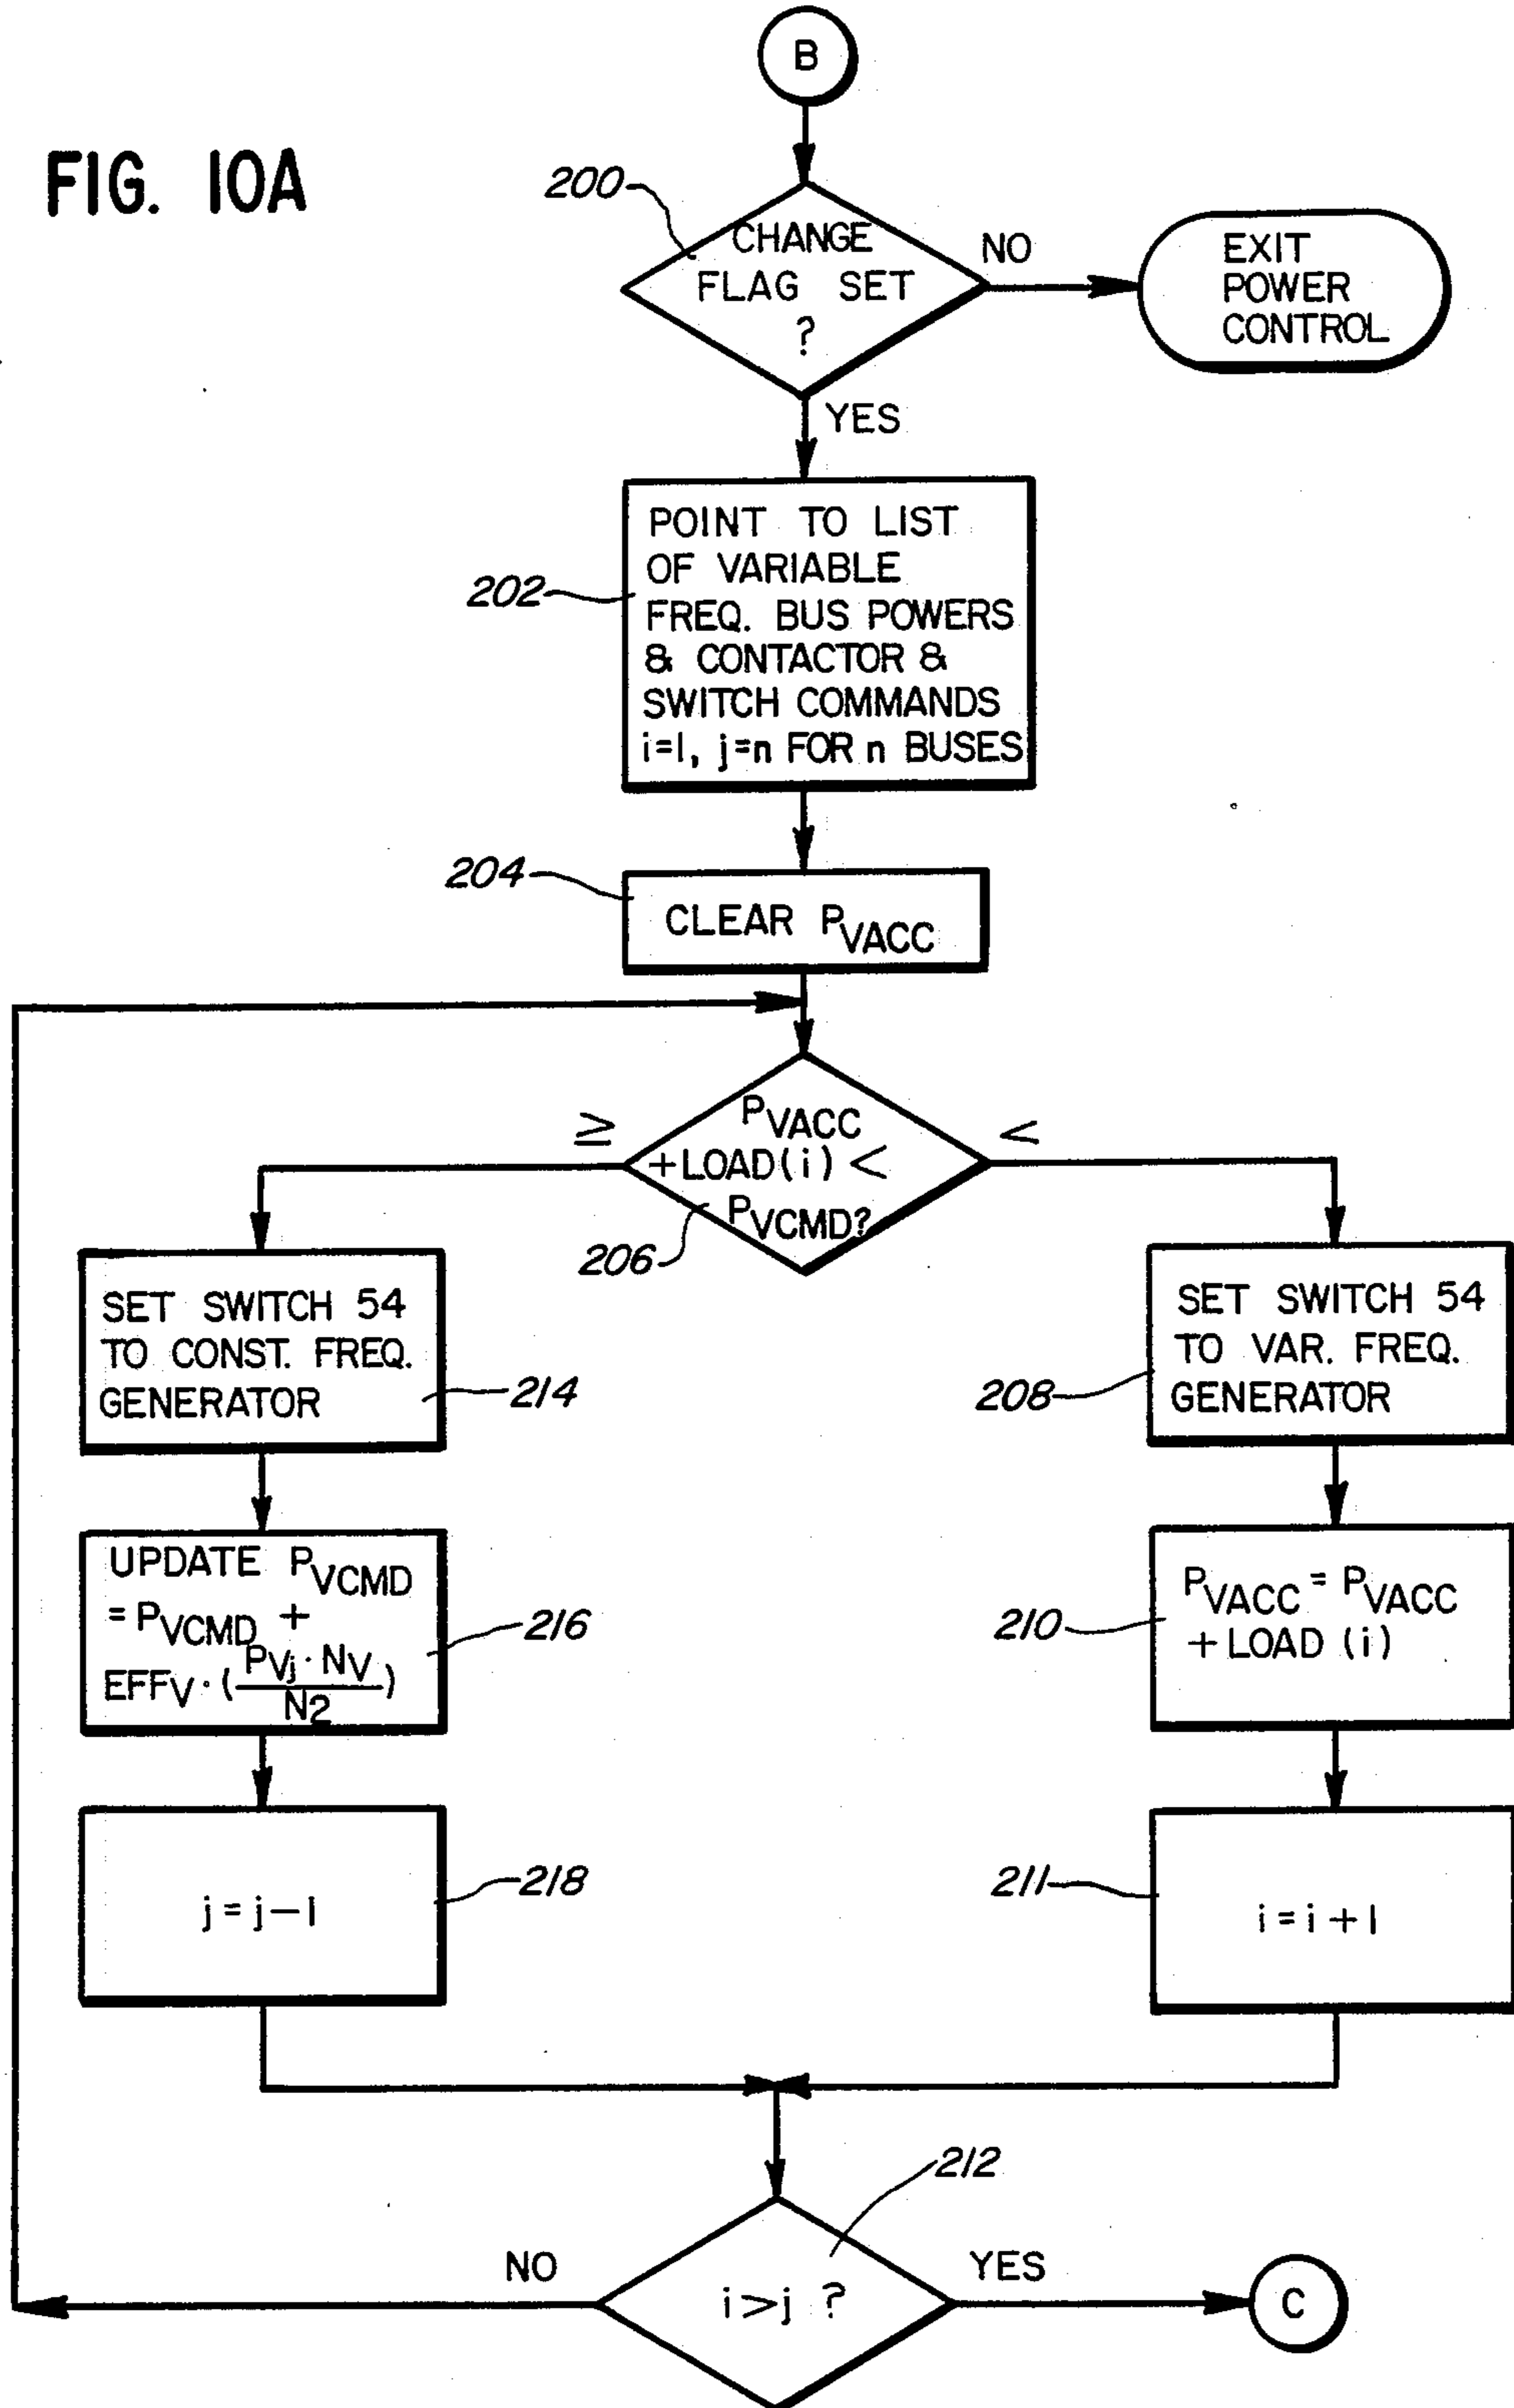 FIG. 10A
B
200
CHANGE
FLAG SET
?
NO
EXIT
POWER
CONTROL
YES
202
POINT TO LIST
OF VARIABLE
FREQ. BUS POWERS
& CONTACTOR &
SWITCH COMMANDS
i=1, j=n FOR n BUSES
204
CLEAR PVACC
≥
PVACC
+LOAD(i) <
PVCMD?
<
206
SET SWITCH 54
TO CONST. FREQ.
GENERATOR
214
SET SWITCH 54
TO VAR. FREQ.
GENERATOR
208
UPDATE PVCMD
= PVCMD +
EFFV · (PVj · NV / N2)
216
PVACC = PVACC
+ LOAD (i)
210
j = j−1
218
i = i + 1
211
212
NO
i > j ?
YES
C